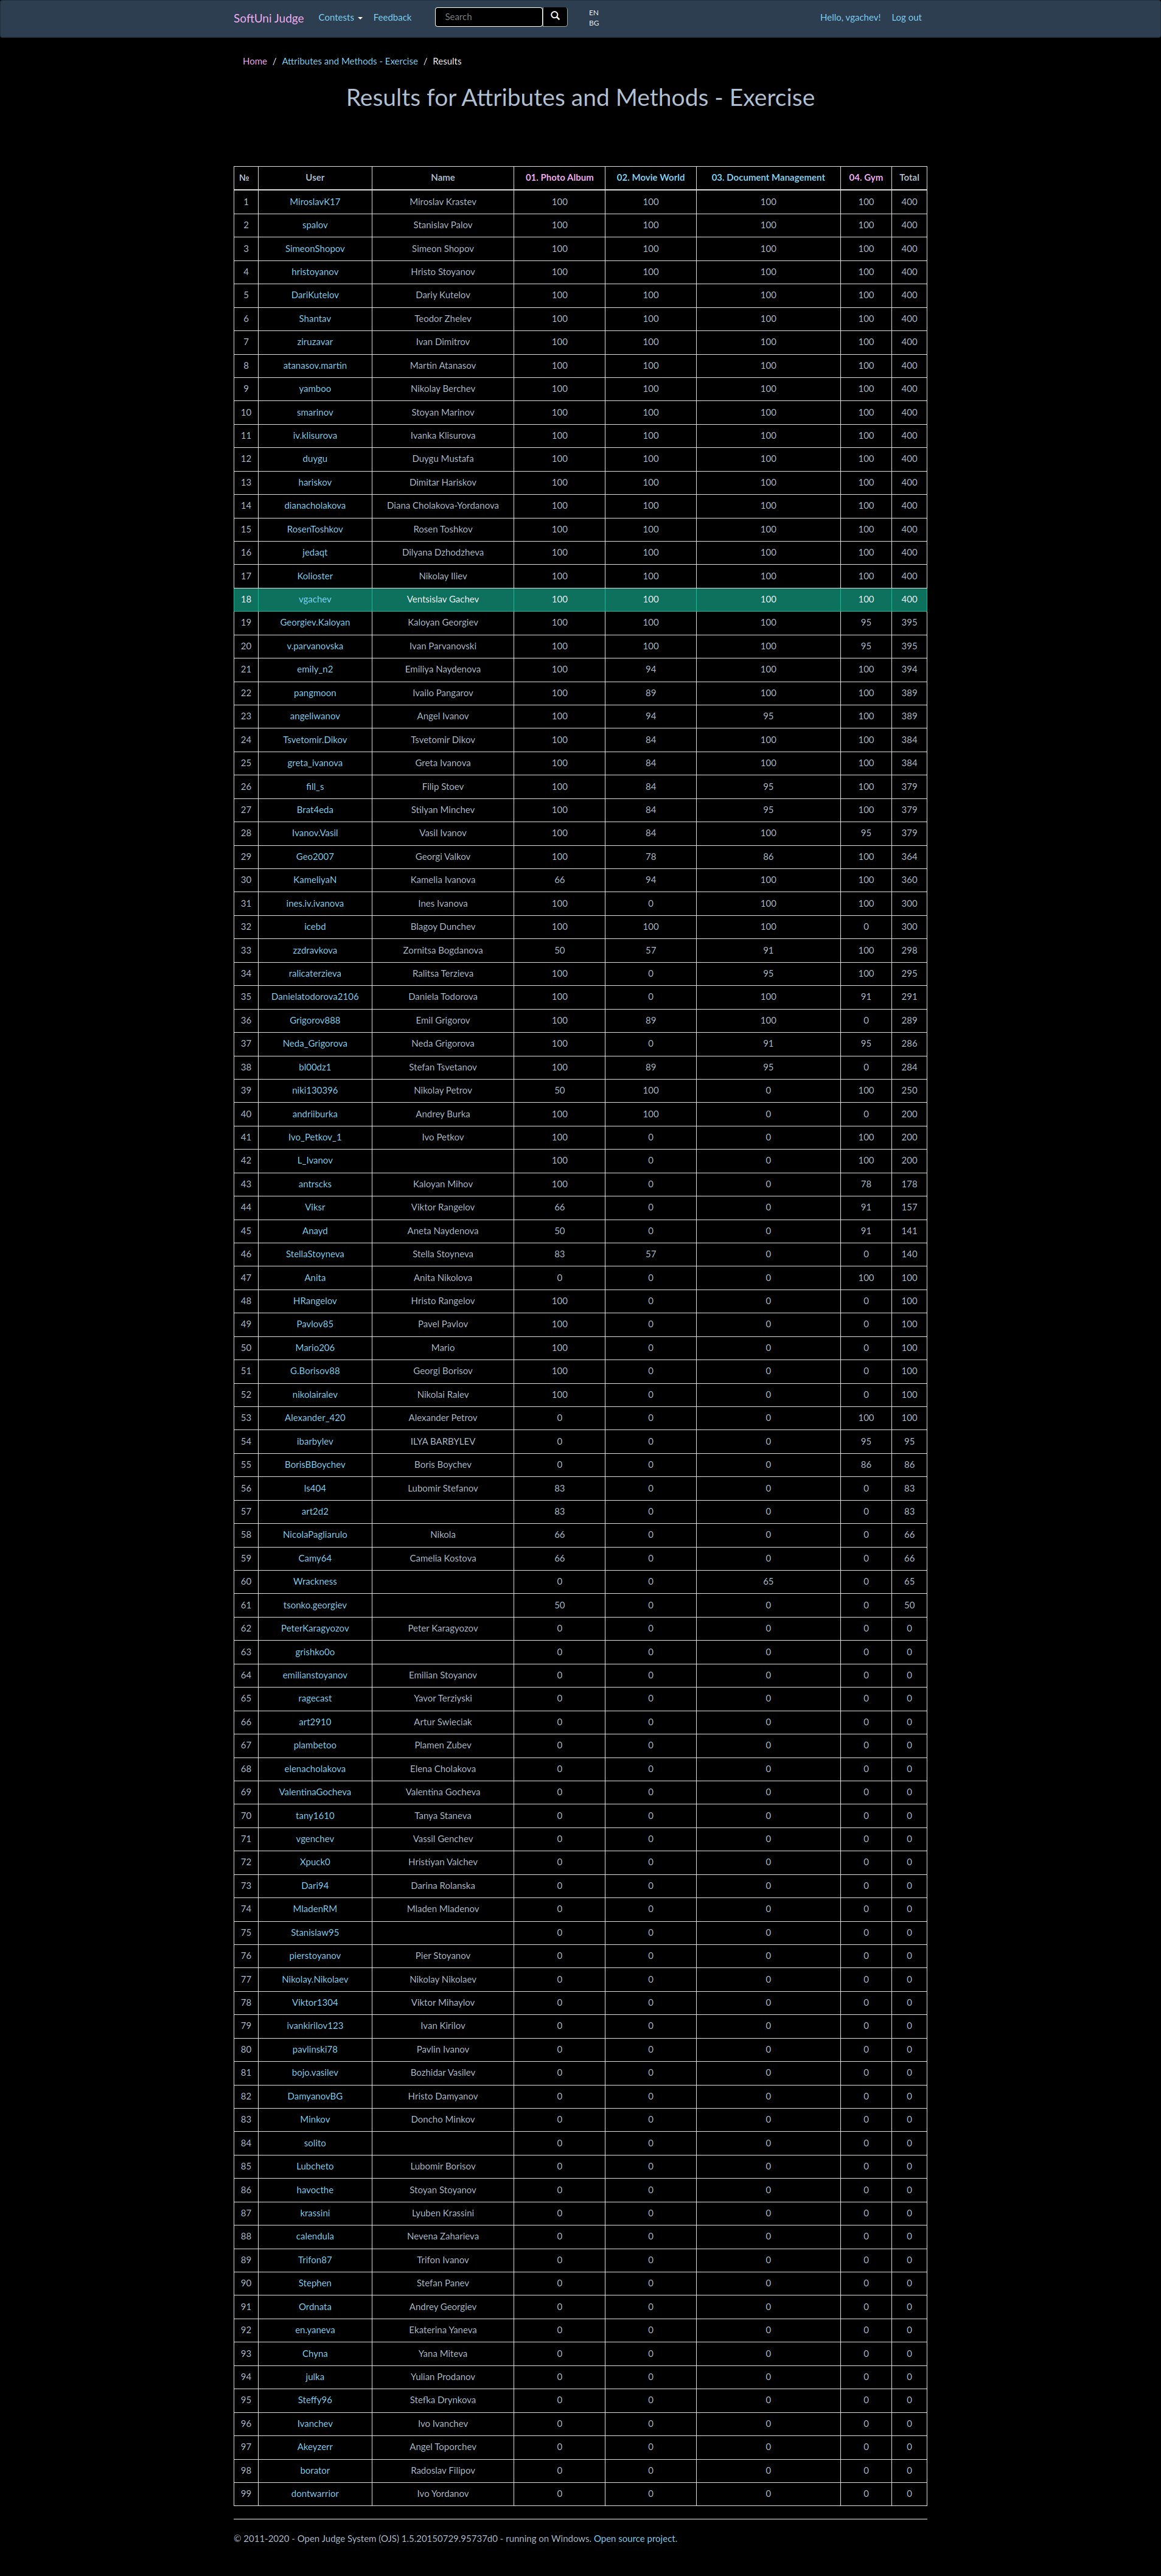 SoftUni Judge Contests Feedback Search EN Hello, vgachev! Log out
BG
Home / Attributes and Methods - Exercise / Results
Results for Attributes and Methods - Exercise
№ User Name 01. Photo Album 02. Movie World 03. Document Management 04. Gym Total
1 MiroslavK17 Miroslav Krastev 100 100 100 100 400
2 spalov Stanislav Palov 100 100 100 100 400
3 SimeonShopov Simeon Shopov 100 100 100 100 400
4 hristoyanov Hristo Stoyanov 100 100 100 100 400
5 DariKutelov Dariy Kutelov 100 100 100 100 400
6 Shantav Teodor Zhelev 100 100 100 100 400
7 ziruzavar Ivan Dimitrov 100 100 100 100 400
8 atanasov.martin Martin Atanasov 100 100 100 100 400
9 yamboo Nikolay Berchev 100 100 100 100 400
10 smarinov Stoyan Marinov 100 100 100 100 400
11 iv.klisurova Ivanka Klisurova 100 100 100 100 400
12 duygu Duygu Mustafa 100 100 100 100 400
13 hariskov Dimitar Hariskov 100 100 100 100 400
14 dianacholakova Diana Cholakova-Yordanova 100 100 100 100 400
15 RosenToshkov Rosen Toshkov 100 100 100 100 400
16 jedaqt Dilyana Dzhodzheva 100 100 100 100 400
17 Kolioster Nikolay Iliev 100 100 100 100 400
18 vgachev Ventsislav Gachev 100 100 100 100 400
19 Georgiev.Kaloyan Kaloyan Georgiev 100 100 100 95 395
20 v.parvanovska Ivan Parvanovski 100 100 100 95 395
21 emily_n2 Emiliya Naydenova 100 94 100 100 394
22 pangmoon Ivailo Pangarov 100 89 100 100 389
23 angeliwanov Angel Ivanov 100 94 95 100 389
24 Tsvetomir.Dikov Tsvetomir Dikov 100 84 100 100 384
25 greta_ivanova Greta Ivanova 100 84 100 100 384
26 fill_s Filip Stoev 100 84 95 100 379
27 Brat4eda Stilyan Minchev 100 84 95 100 379
28 Ivanov.Vasil Vasil Ivanov 100 84 100 95 379
29 Geo2007 Georgi Valkov 100 78 86 100 364
30 KameliyaN Kamelia Ivanova 66 94 100 100 360
31 ines.iv.ivanova Ines Ivanova 100 0 100 100 300
32 icebd Blagoy Dunchev 100 100 100 0 300
33 zzdravkova Zornitsa Bogdanova 50 57 91 100 298
34 ralicaterzieva Ralitsa Terzieva 100 0 95 100 295
35 Danielatodorova2106 Daniela Todorova 100 0 100 91 291
36 Grigorov888 Emil Grigorov 100 89 100 0 289
37 Neda_Grigorova Neda Grigorova 100 0 91 95 286
38 bl00dz1 Stefan Tsvetanov 100 89 95 0 284
39 niki130396 Nikolay Petrov 50 100 0 100 250
40 andriiburka Andrey Burka 100 100 0 0 200
41 Ivo_Petkov_1 Ivo Petkov 100 0 0 100 200
42 L_Ivanov 100 0 0 100 200
43 antrscks Kaloyan Mihov 100 0 0 78 178
44 Viksr Viktor Rangelov 66 0 0 91 157
45 Anayd Aneta Naydenova 50 0 0 91 141
46 StellaStoyneva Stella Stoyneva 83 57 0 0 140
47 Anita Anita Nikolova 0 0 0 100 100
48 HRangelov Hristo Rangelov 100 0 0 0 100
49 Pavlov85 Pavel Pavlov 100 0 0 0 100
50 Mario206 Mario 100 0 0 0 100
51 G.Borisov88 Georgi Borisov 100 0 0 0 100
52 nikolairalev Nikolai Ralev 100 0 0 0 100
53 Alexander_420 Alexander Petrov 0 0 0 100 100
54 ibarbylev ILYA BARBYLEV 0 0 0 95 95
55 BorisBBoychev Boris Boychev 0 0 0 86 86
56 ls404 Lubomir Stefanov 83 0 0 0 83
57 art2d2 83 0 0 0 83
58 NicolaPagliarulo Nikola 66 0 0 0 66
59 Camy64 Camelia Kostova 66 0 0 0 66
60 Wrackness 0 0 65 0 65
61 tsonko.georgiev 50 0 0 0 50
62 PeterKaragyozov Peter Karagyozov 0 0 0 0 0
63 grishko0o 0 0 0 0 0
64 emilianstoyanov Emilian Stoyanov 0 0 0 0 0
65 ragecast Yavor Terziyski 0 0 0 0 0
66 art2910 Artur Swieciak 0 0 0 0 0
67 plambetoo Plamen Zubev 0 0 0 0 0
68 elenacholakova Elena Cholakova 0 0 0 0 0
69 ValentinaGocheva Valentina Gocheva 0 0 0 0 0
70 tany1610 Tanya Staneva 0 0 0 0 0
71 vgenchev Vassil Genchev 0 0 0 0 0
72 Xpuck0 Hristiyan Valchev 0 0 0 0 0
73 Dari94 Darina Rolanska 0 0 0 0 0
74 MladenRM Mladen Mladenov 0 0 0 0 0
75 Stanislaw95 0 0 0 0 0
76 pierstoyanov Pier Stoyanov 0 0 0 0 0
77 Nikolay.Nikolaev Nikolay Nikolaev 0 0 0 0 0
78 Viktor1304 Viktor Mihaylov 0 0 0 0 0
79 ivankirilov123 Ivan Kirilov 0 0 0 0 0
80 pavlinski78 Pavlin Ivanov 0 0 0 0 0
81 bojo.vasilev Bozhidar Vasilev 0 0 0 0 0
82 DamyanovBG Hristo Damyanov 0 0 0 0 0
83 Minkov Doncho Minkov 0 0 0 0 0
84 solito 0 0 0 0 0
85 Lubcheto Lubomir Borisov 0 0 0 0 0
86 havocthe Stoyan Stoyanov 0 0 0 0 0
87 krassini Lyuben Krassini 0 0 0 0 0
88 calendula Nevena Zaharieva 0 0 0 0 0
89 Trifon87 Trifon Ivanov 0 0 0 0 0
90 Stephen Stefan Panev 0 0 0 0 0
91 Ordnata Andrey Georgiev 0 0 0 0 0
92 en.yaneva Ekaterina Yaneva 0 0 0 0 0
93 Chyna Yana Miteva 0 0 0 0 0
94 julka Yulian Prodanov 0 0 0 0 0
95 Steffy96 Stefka Drynkova 0 0 0 0 0
96 Ivanchev Ivo Ivanchev 0 0 0 0 0
97 Akeyzerr Angel Toporchev 0 0 0 0 0
98 borator Radoslav Filipov 0 0 0 0 0
99 dontwarrior Ivo Yordanov 0 0 0 0 0
© 2011-2020 - Open Judge System (OJS) 1.5.20150729.95737d0 - running on Windows. Open source project.